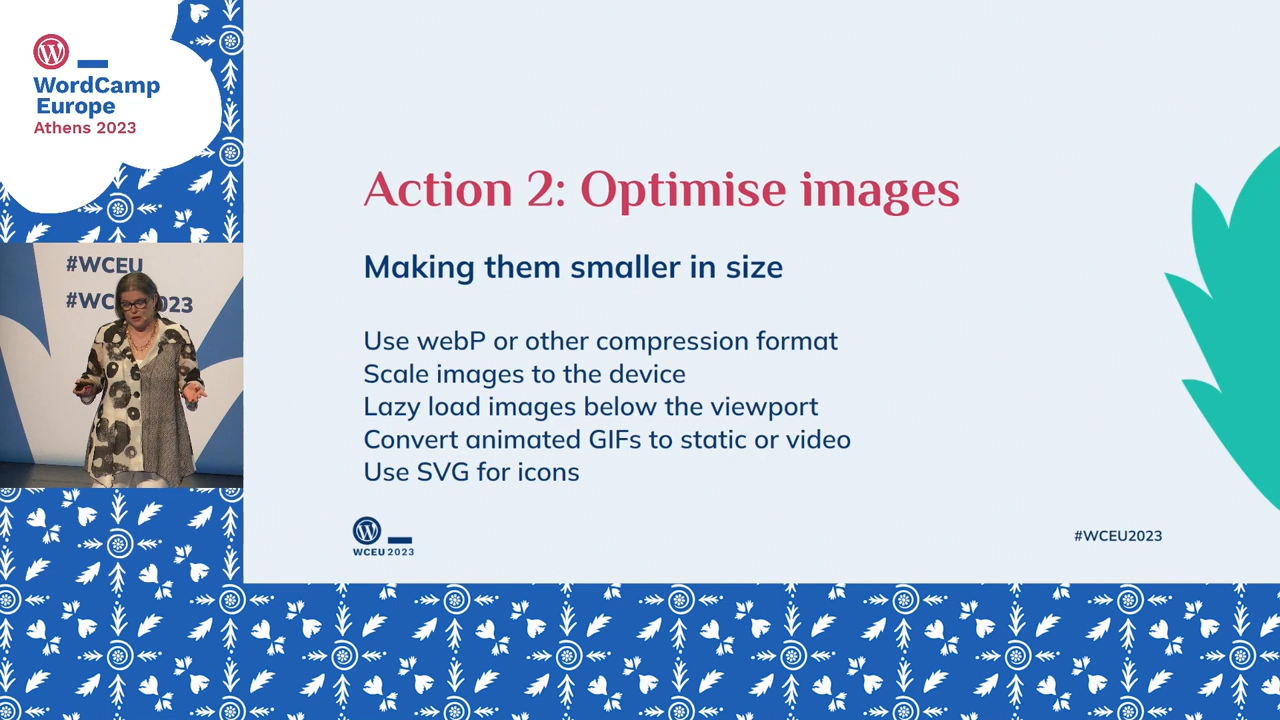 WordCamp
Europe
Athens 2023
#WCEU
#WC 023
Action 2: Optimise images
Making them smaller in size
Use webP or other compression format
Scale images to the device
Lazy load images below the viewport
Convert animated GIFs to static or video
Use SVG for icons
WCEU 2023
#WCEU2023